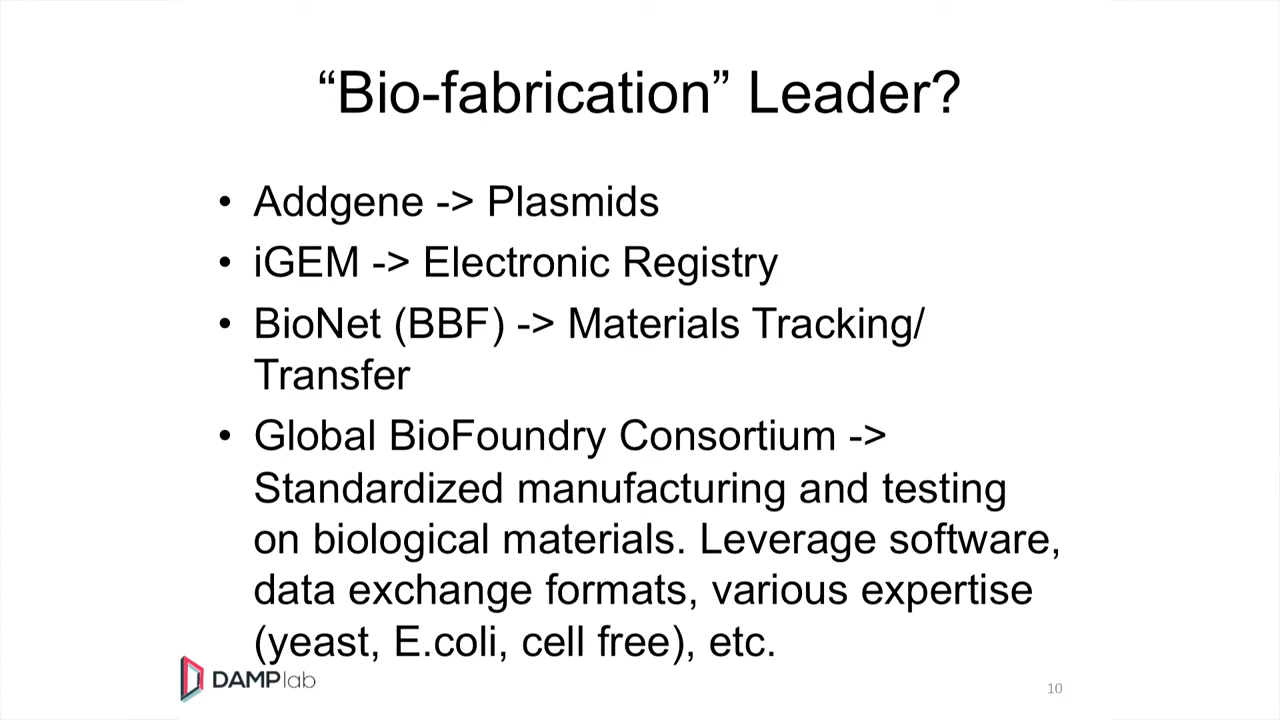 “Bio-fabrication” Leader?
• Addgene -> Plasmids
• iGEM -> Electronic Registry
• BioNet (BBF) -> Materials Tracking/
Transfer
• Global BioFoundry Consortium ->
Standardized manufacturing and testing
on biological materials. Leverage software,
data exchange formats, various expertise
(yeast, E.coli, cell free), etc.
DAMPlab
10